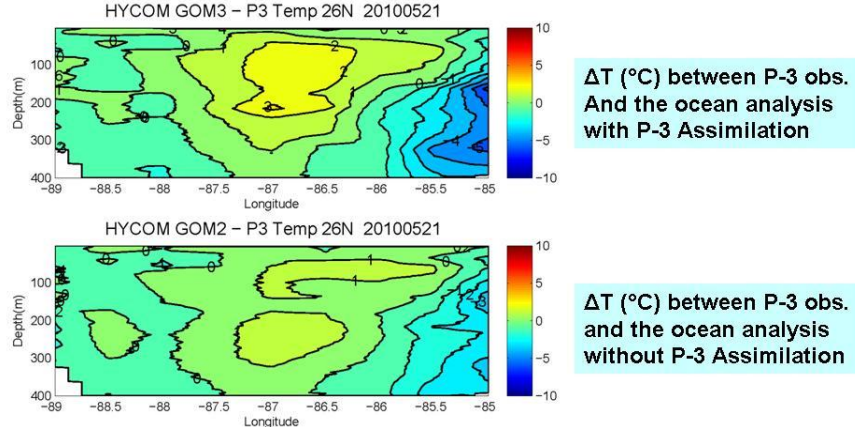 HYCOM GOM3 − P3 Temp 26N 20100521
Depth(m)
100
200
300
400
−89 −88.5 −88 −87.5 −87 −86.5 −86 −85.5 −85
Longitude
10
5
0
−5
−10
ΔT (°C) between P-3 obs.
And the ocean analysis
with P-3 Assimilation
HYCOM GOM2 − P3 Temp 26N 20100521
Depth(m)
100
200
300
400
−89 −88.5 −88 −87.5 −87 −86.5 −86 −85.5 −85
Longitude
10
5
0
−5
−10
ΔT (°C) between P-3 obs.
and the ocean analysis
without P-3 Assimilation